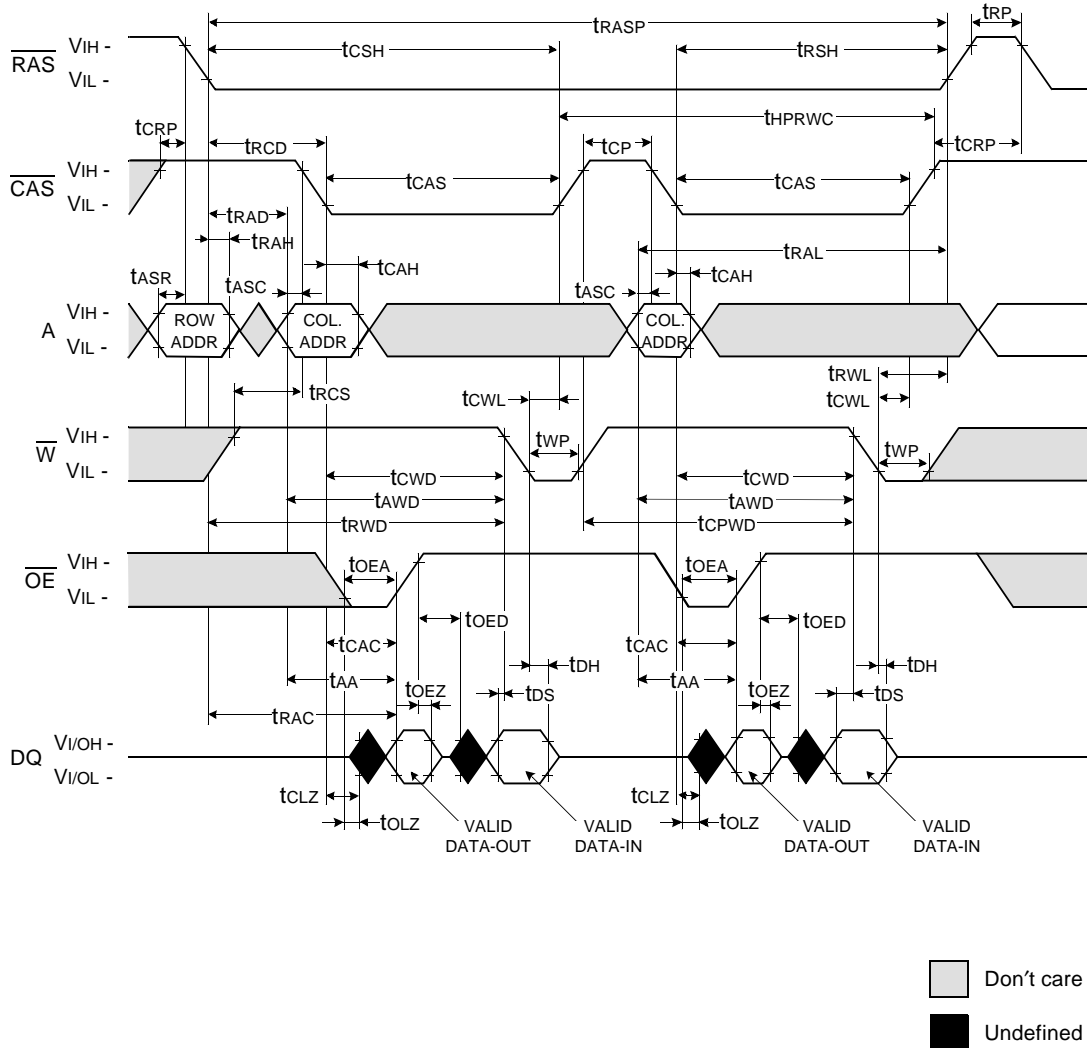 tRASP
tRP
tCSH
tRSH
RAS
VIH -
VIL -
tHPRWC
tCRP
tRCD
tCP
tCRP
CAS
VIH -
VIL -
tCAS
tCAS
tRAD
tRAH
tCAH
tRAL
tCAH
tASR
tASC
tASC
A
VIH -
VIL -
ROW
ADDR
COL.
ADDR
COL.
ADDR
tRCS
tCWL
tRWL
tCWL
W
VIH -
VIL -
tWP
tWP
tCWD
tCWD
tAWD
tAWD
tRWD
tCPWD
OE
VIH -
VIL -
tOEA
tOEA
tOED
tOED
tCAC
tCAC
tDH
tDH
tAA
tAA
tOEZ
tOEZ
tDS
tDS
tRAC
DQ
VI/OH -
VI/OL -
tCLZ
tCLZ
tOLZ
tOLZ
VALID
DATA-OUT
VALID
DATA-IN
VALID
DATA-OUT
VALID
DATA-IN
Don't care
Undefined